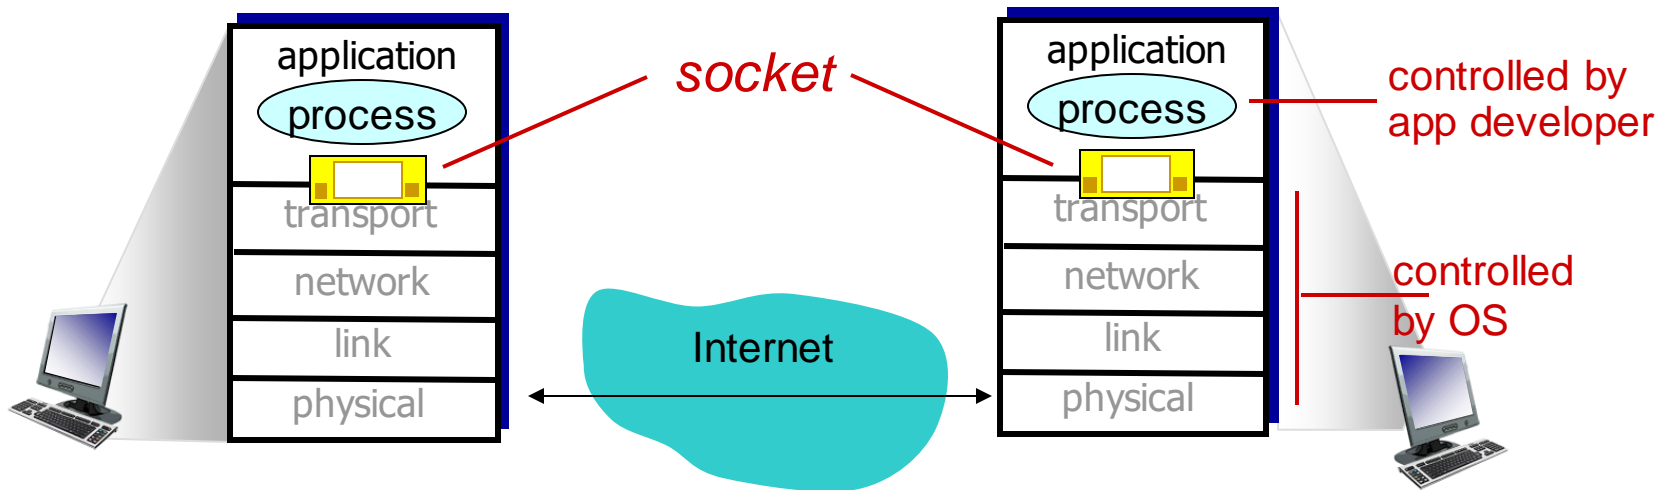 application
process
transport
network
link
physical
socket
Internet
application
process
transport
network
link
physical
controlled by
app developer
controlled
by OS